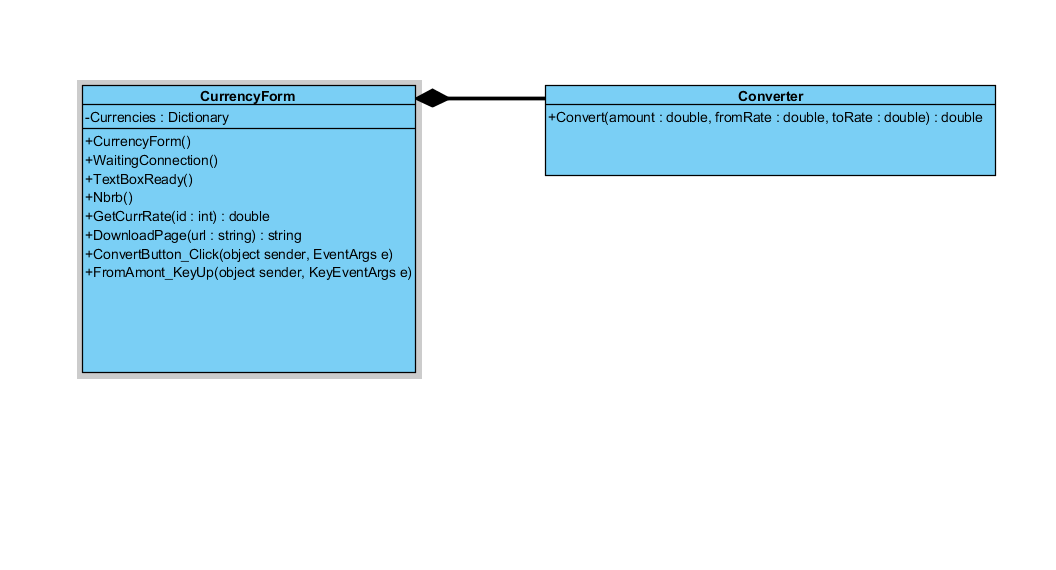 CurrencyForm
-Currencies : Dictionary
+CurrencyForm()
+WaitingConnection()
+TextBoxReady()
+Nbrb()
+GetCurrRate(id : int) : double
+DownloadPage(url : string) : string
+ConvertButton_Click(object sender, EventArgs e)
+FromAmont_KeyUp(object sender, KeyEventArgs e)
Converter
+Convert(amount : double, fromRate : double, toRate : double) : double